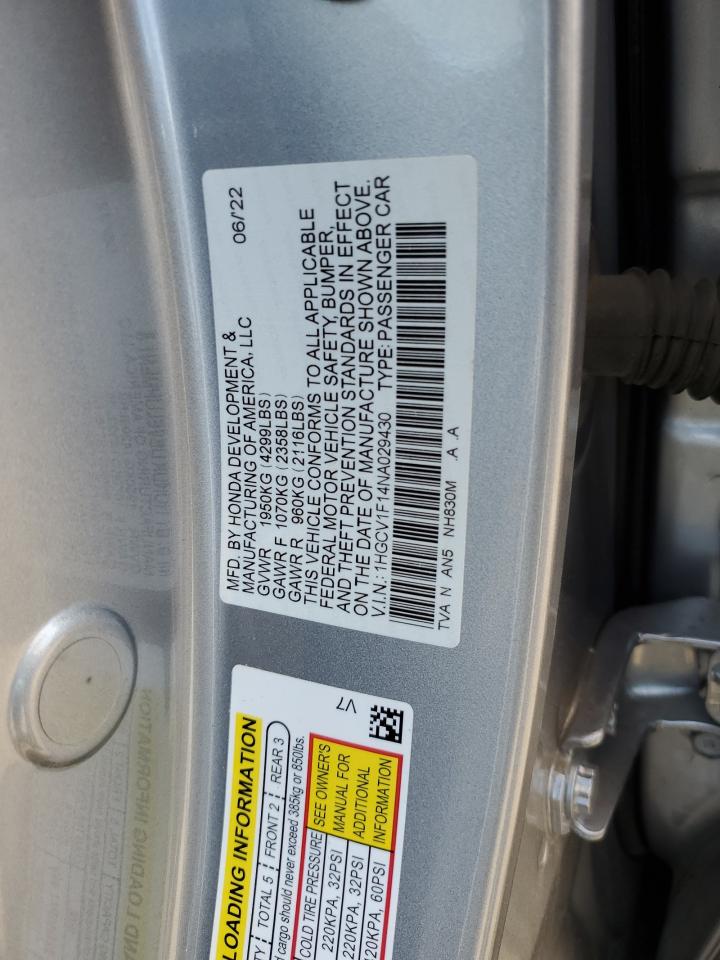 MFD. BY HONDA DEVELOPMENT & 06/'22
MANUFACTURING OF AMERICA, LLC
GVWR 1950KG (4299LBS)
GAWR F 1070KG (2358LBS)
GAWR R 960KG (2116LBS)
THIS VEHICLE CONFORMS TO ALL APPLICABLE
FEDERAL MOTOR VEHICLE SAFETY, BUMPER,
AND THEFT PREVENTION STANDARDS IN EFFECT
ON THE DATE OF MANUFACTURE SHOWN ABOVE.
V.I.N.: 1HGCV1F14NA029430 TYPE: PASSENGER CAR
TVA N AN5 NH830M A .A
LOADING INFORMATION
TOTAL 5 FRONT 2 REAR 3
cargo should never exceed 385kg or 850lbs.
COLD TIRE PRESSURE SEE OWNER'S
220KPA, 32PSI MANUAL FOR
220KPA, 32PSI ADDITIONAL
20KPA, 60PSI INFORMATION
V7